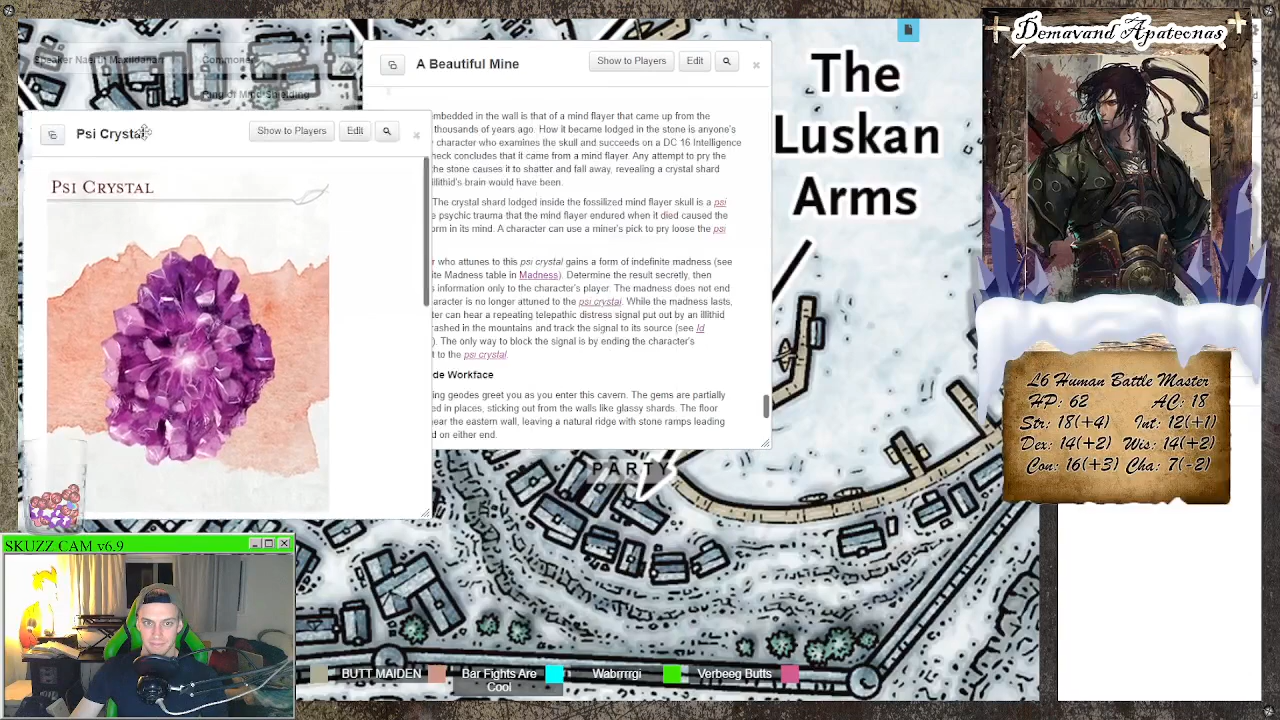 Speaker Naerth Maxildanarr
Commoner
Ring of Mind Shielding
A Beautiful Mine
Show to Players
Edit
mbedded in the wall is that of a mind flayer that came up from the
thousands of years ago. How it became lodged in the stone is anyone's
character who examines the skull and succeeds on a DC 16 Intelligence
heck concludes that it came from a mind flayer. Any attempt to pry the
the stone causes it to shatter and fall away, revealing a crystal shard
illithid's brain would have been.
The crystal shard lodged inside the fossilized mind flayer skull is a psi
e psychic trauma that the mind flayer endured when it died caused the
orm in its mind. A character can use a miner's pick to pry loose the psi
r who attunes to this psi crystal gains a form of indefinite madness (see
ite Madness table in Madness). Determine the result secretly, then
s information only to the character's player. The madness does not end
aracter is no longer attuned to the psi crystal. While the madness lasts,
ter can hear a repeating telepathic distress signal put out by an illithid
rashed in the mountains and track the signal to its source (see Id
). The only way to block the signal is by ending the character's
t to the psi crystal.
de Workface
ing geodes greet you as you enter this cavern. The gems are partially
ed in places, sticking out from the walls like glassy shards. The floor
near the eastern wall, leaving a natural ridge with stone ramps leading
d on either end.
Psi Crystal
Show to Players
Edit
PSI CRYSTAL
The
Luskan
Arms
PARTY
Demavand Apateonas
L6 Human Battle Master
HP: 62 AC: 18
Str: 18(+4) Int: 12(+1)
Dex: 14(+2) Wis: 14(+2)
Con: 16(+3) Cha: 7(-2)
SKUZZ CAM v6.9
BUTT MAIDEN
Bar Fights Are
Cool
Wabrrrrgi
Verbeeg Butts